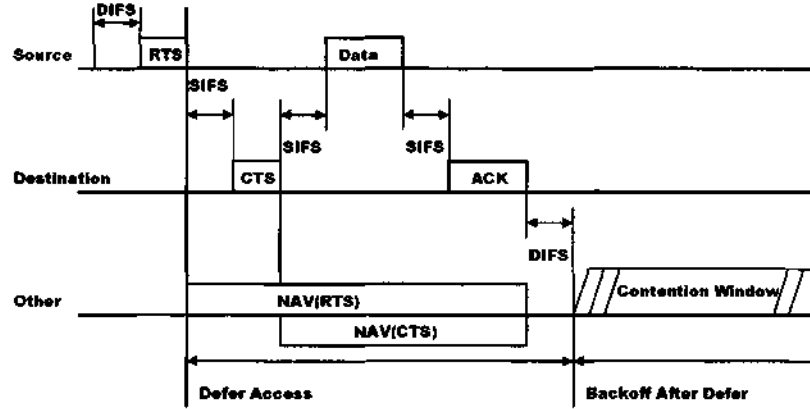 DIFS
Source
RTS
Data
SIFS
SIFS
SIFS
Destination
CTS
ACK
DIFS
Other
NAV(RTS)
Contention Window
NAV(CTS)
Defer Access
Backoff After Defer